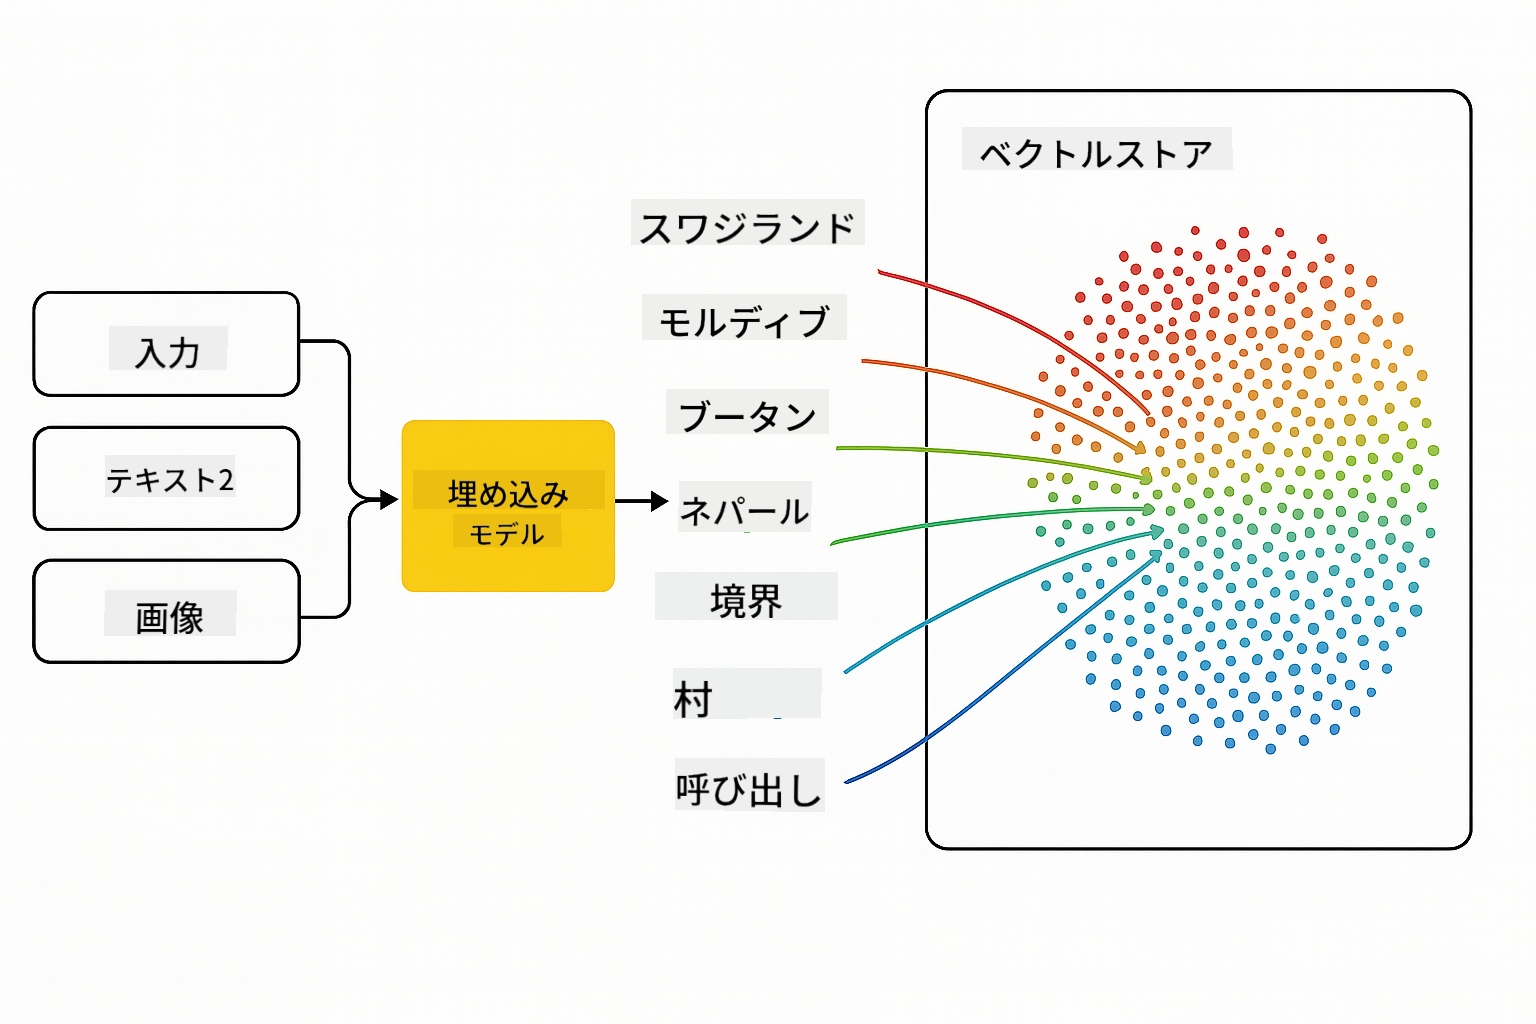 入力
テキスト2
画像
埋め込み
モデル
スワジランド
モルディブ
ブータン
ネパール
境界
村
呼び出し
ベクトルストア